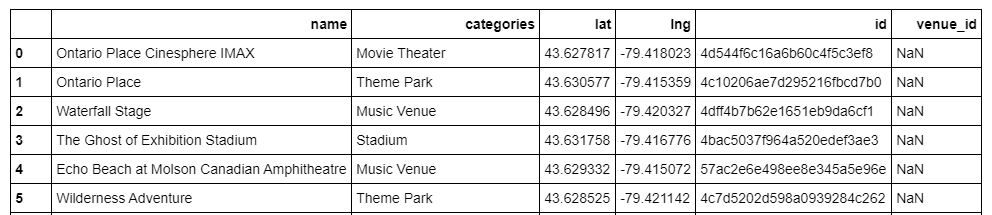 name categories lat lng id venue_id
0 Ontario Place Cinesphere IMAX Movie Theater 43.627817 -79.418023 4d544f6c16a6b60c4f5c3ef8 NaN
1 Ontario Place Theme Park 43.630577 -79.415359 4c10206ae7d295216fbcd7b0 NaN
2 Waterfall Stage Music Venue 43.628496 -79.420327 4dff4b7b62e1651eb9da6cf1 NaN
3 The Ghost of Exhibition Stadium Stadium 43.631758 -79.416776 4bac5037f964a520edef3ae3 NaN
4 Echo Beach at Molson Canadian Amphitheatre Music Venue 43.629332 -79.415072 57ac2e6e498ee8e345a5e96e NaN
5 Wilderness Adventure Theme Park 43.628525 -79.421142 4c7d5202d598a0939284c262 NaN